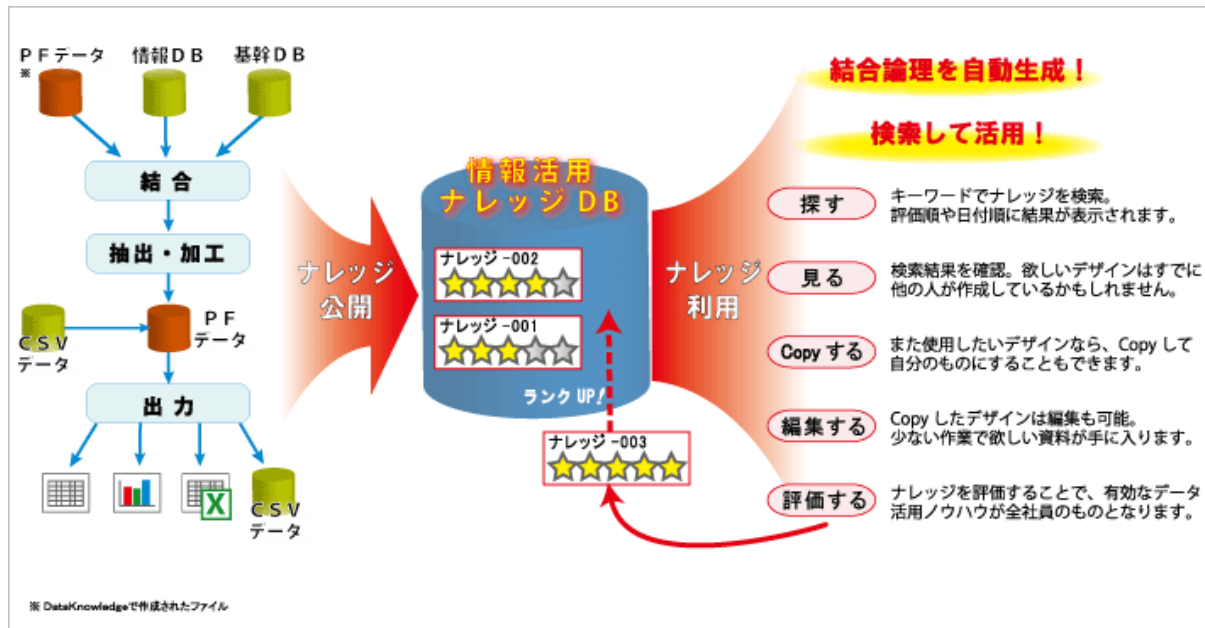 PFデータ
※
情報DB
基幹DB
結合
抽出・加工
CSV
データ
PF
データ
出力
CSV
データ
※ DataKnowledgeで作成されたファイル
ナレッジ
公開
情報活用
ナレッジDB
ナレッジ-002
ナレッジ-001
ランクUP!
ナレッジ-003
ナレッジ
利用
結合論理を自動生成!
検索して活用!
探す
キーワードでナレッジを検索。
評価順や日付順に結果が表示されます。
見る
検索結果を確認。欲しいデザインはすでに
他の人が作成しているかもしれません。
Copyする
また使用したいデザインなら、Copyして
自分のものにすることもできます。
編集する
Copyしたデザインは編集も可能。
少ない作業で欲しい資料が手に入ります。
評価する
ナレッジを評価することで、有効なデータ
活用ノウハウが全社員のものとなります。